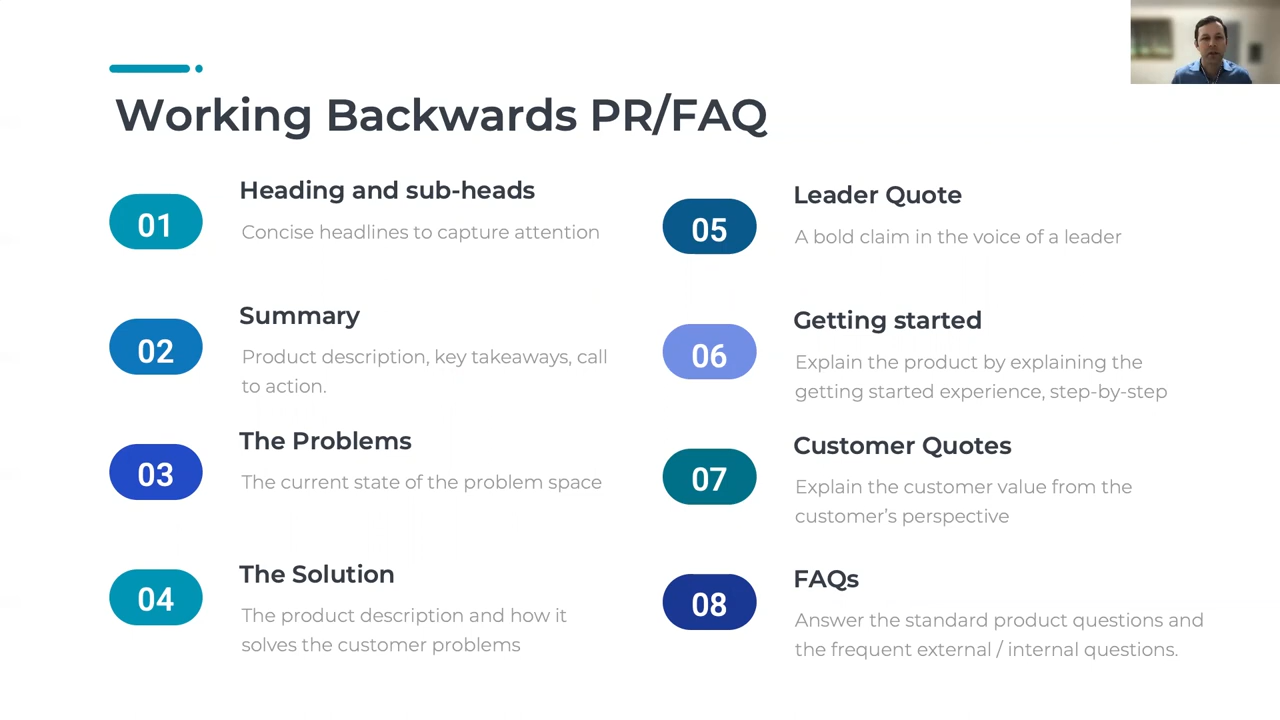 Working Backwards PR/FAQ
01
Heading and sub-heads
Concise headlines to capture attention
02
Summary
Product description, key takeaways, call
to action.
03
The Problems
The current state of the problem space
04
The Solution
The product description and how it
solves the customer problems
05
Leader Quote
A bold claim in the voice of a leader
06
Getting started
Explain the product by explaining the
getting started experience, step-by-step
07
Customer Quotes
Explain the customer value from the
customer’s perspective
08
FAQs
Answer the standard product questions and
the frequent external / internal questions.